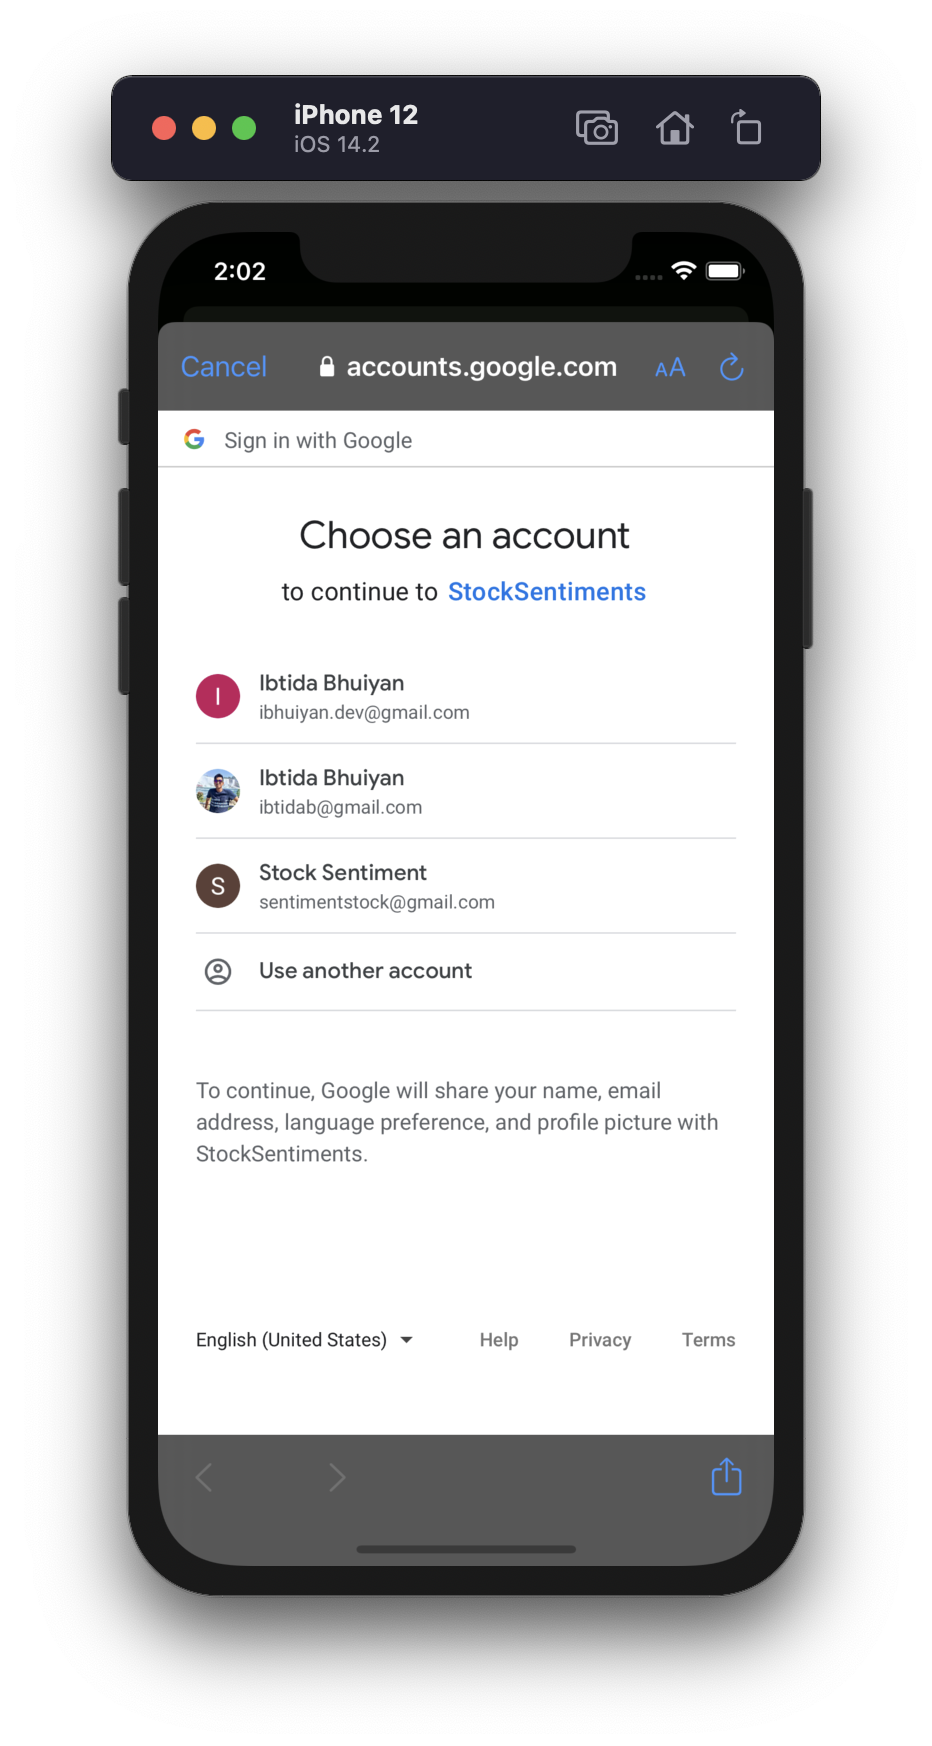 iPhone 12
iOS 14.2
2:02
Cancel
accounts.google.com
AA
Sign in with Google
Choose an account
to continue to StockSentiments
I
Ibtida Bhuiyan
ibhuiyan.dev@gmail.com
Ibtida Bhuiyan
ibtidab@gmail.com
S
Stock Sentiment
sentimentstock@gmail.com
Use another account
To continue, Google will share your name, email
address, language preference, and profile picture with
StockSentiments.
English (United States)
Help
Privacy
Terms